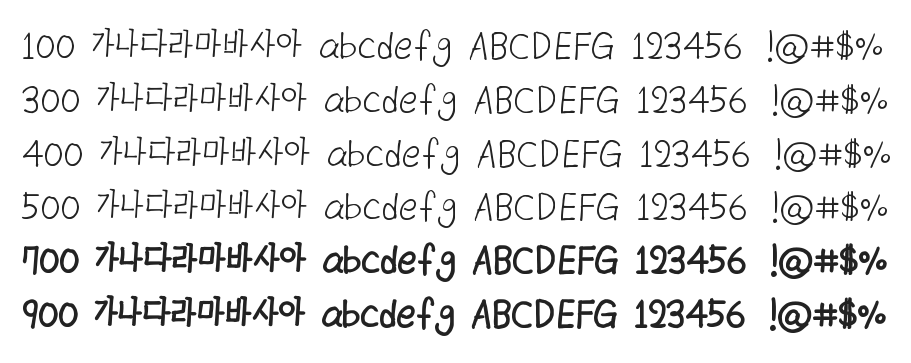 100 가나다라마바사아 abcdefg ABCDEFG 123456 !@#$%
300 가나다라마바사아 abcdefg ABCDEFG 123456 !@#$%
400 가나다라마바사아 abcdefg ABCDEFG 123456 !@#$%
500 가나다라마바사아 abcdefg ABCDEFG 123456 !@#$%
700 가나다라마바사아 abcdefg ABCDEFG 123456 !@#$%
900 가나다라마바사아 abcdefg ABCDEFG 123456 !@#$%